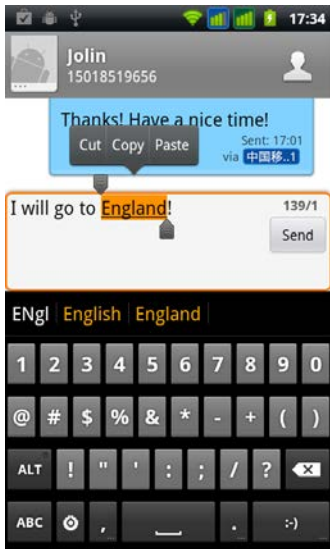 17:34
Jolin
15018519656
Thanks! Have a nice time!
Sent: 17:01
via 中国移..1
Cut Copy Paste
I will go to England!
139/1
Send
ENgl English England
1 2 3 4 5 6 7 8 9 0
@ # $ % & * - + ( )
ALT ! " ' : ; / ?
ABC , . :-)